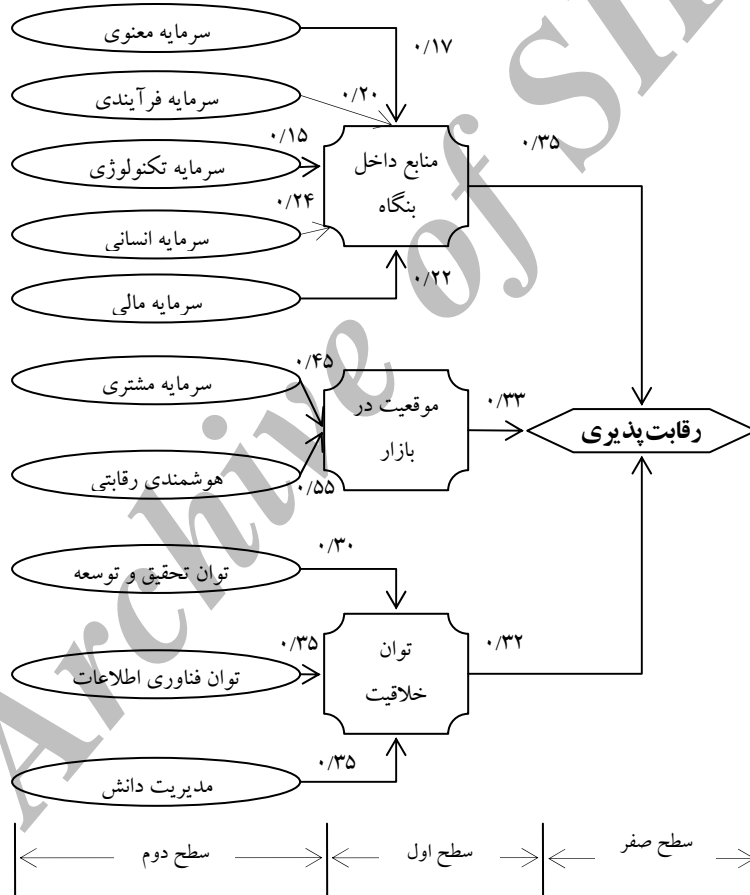 سرمایه معنوی
۰/۱۷
سرمایه فرآیندی
۰/۲۰
سرمایه تکنولوژی
۰/۱۵
سرمایه انسانی
۰/۲۴
سرمایه مالی
۰/۲۲
منابع داخل
بنگاه
۰/۳۵
سرمایه مشتری
۰/۴۵
هوشمندی رقابتی
۰/۵۵
موقعیت در
بازار
۰/۳۳
رقابت‌پذیری
توان تحقیق و توسعه
۰/۳۰
توان فناوری اطلاعات
۰/۳۵
مدیریت دانش
۰/۳۵
توان
خلاقیت
۰/۳۲
سطح صفر
سطح اول
سطح دوم
Archive of SI